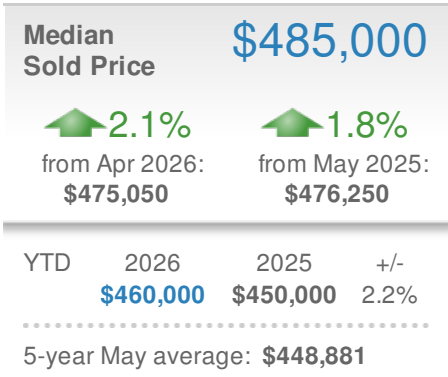 Median
Sold Price
$485,000
2.1%
from Apr 2026:
$475,050
1.8%
from May 2025:
$476,250
YTD 2026 2025 +/-
$460,000 $450,000 2.2%
5-year May average: $448,881